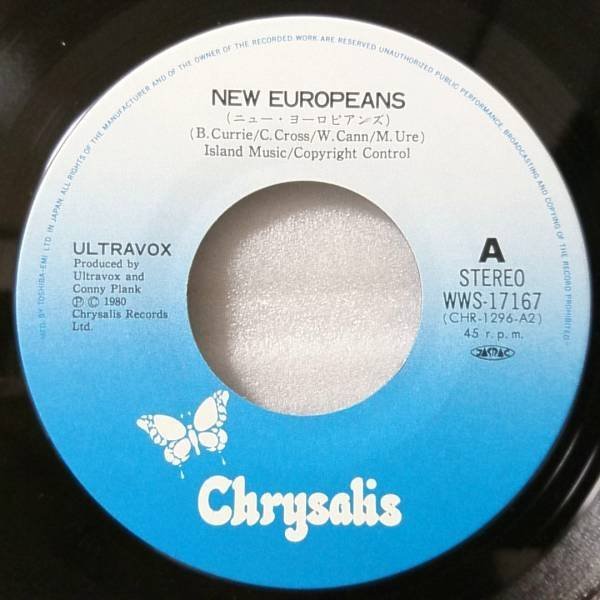 MFD. BY TOSHIBA-EMI LTD. IN JAPAN. ALL RIGHTS OF THE MANUFACTURER AND OF THE OWNER OF THE RECORDED WORK ARE RESERVED UNAUTHORIZED PUBLIC PERFORMANCE, BROADCASTING AND COPYING OF THE RECORD PROHIBITED
NEW EUROPEANS
(ニュー・ヨーロピアンズ)
(B.Currie/C.Cross/W.Cann/M.Ure)
Island Music/Copyright Control
ULTRAVOX
Produced by
Ultravox and
Conny Plank
Ⓟ © 1980
Chrysalis Records
Ltd.
A
STEREO
WWS-17167
(CHR-1296-A2)
45 r.p.m.
JASRAC
Chrysalis